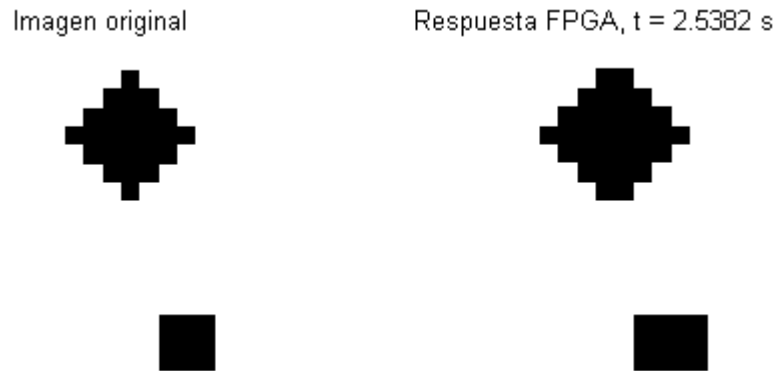 Imagen original
Respuesta FPGA, t = 2.5382 s